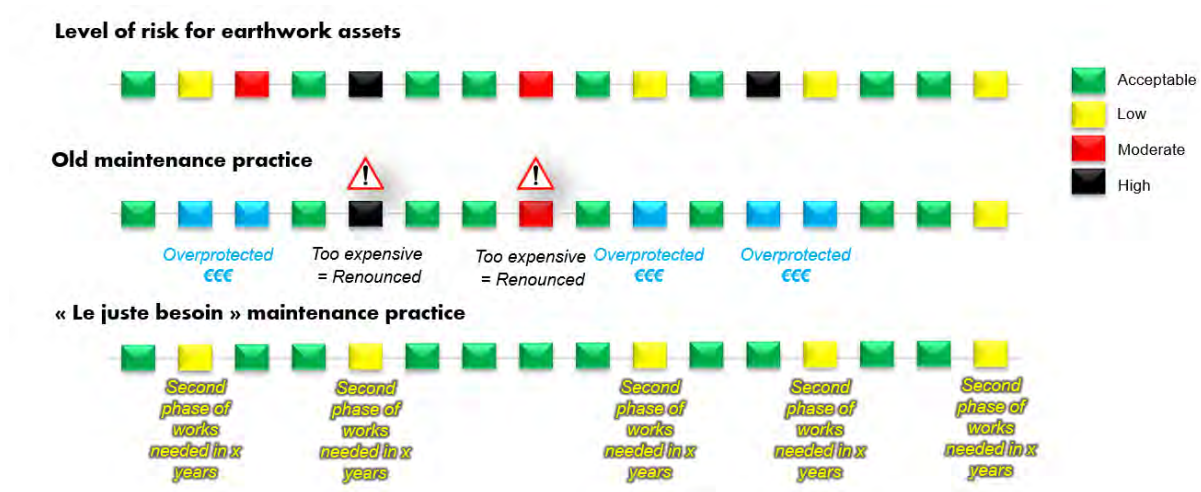 Level of risk for earthwork assets
Acceptable
Low
Moderate
High
Old maintenance practice
!
!
Overprotected
€€€
Too expensive
= Renounced
Too expensive
= Renounced
Overprotected
€€€
Overprotected
€€€
« Le juste besoin » maintenance practice
Second
phase of
works
needed in x
years
Second
phase of
works
needed in x
years
Second
phase of
works
needed in x
years
Second
phase of
works
needed in x
years
Second
phase of
works
needed in x
years